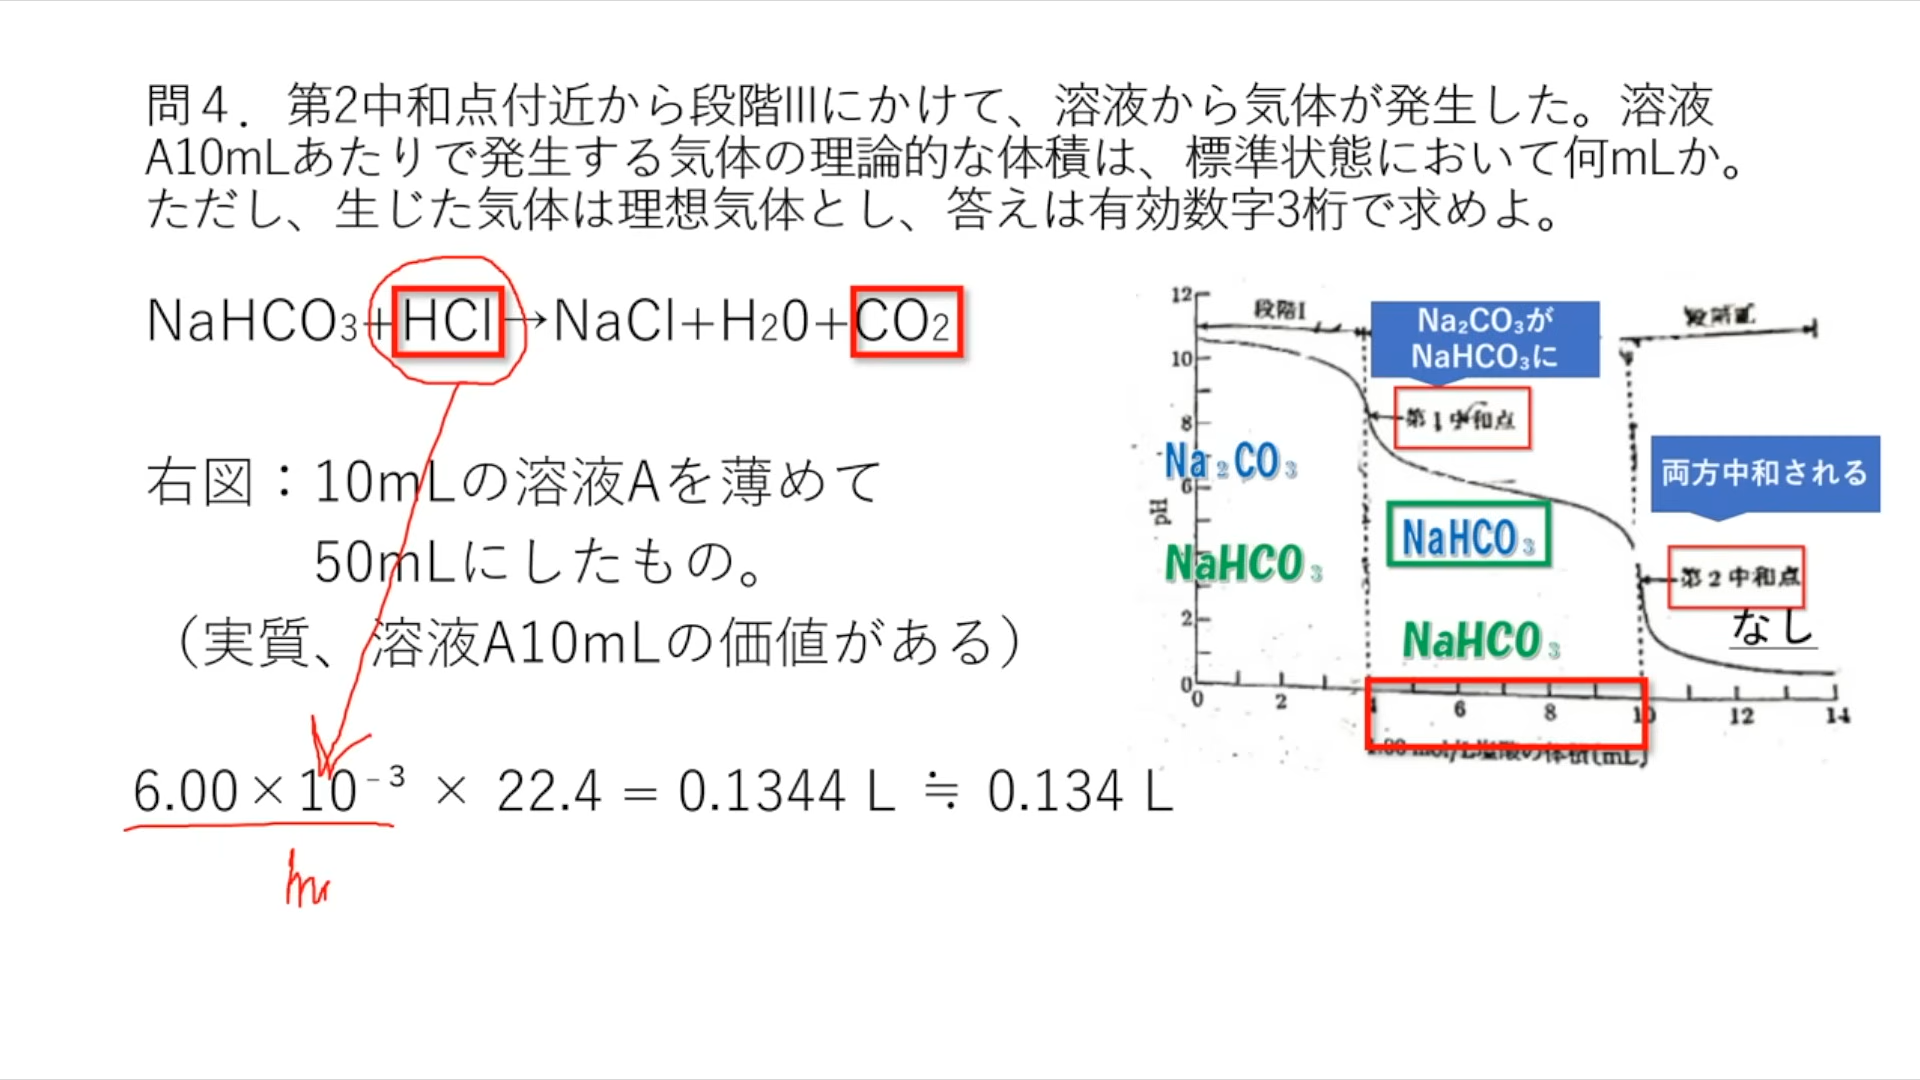 問４．第2中和点付近から段階IIIにかけて、溶液から気体が発生した。溶液
A10mLあたりで発生する気体の理論的な体積は、標準状態において何mLか。
ただし、生じた気体は理想気体とし、答えは有効数字3桁で求めよ。
NaHCO₃+HCl→NaCl+H₂0+CO₂
右図：10mLの溶液Aを薄めて
50mLにしたもの。
（実質、溶液A10mLの価値がある）
6.00×10⁻³ × 22.4 = 0.1344 L ≒ 0.134 L
12
10
8
6
2
0
pH
段階I
Na₂CO₃が
NaHCO₃に
第1中和点
両方中和される
第2中和点
なし
Na₂CO₃
NaHCO₃
NaHCO₃
NaHCO₃
0 2 4 6 8 10 12 14
mol/L塩酸の体積(mL)